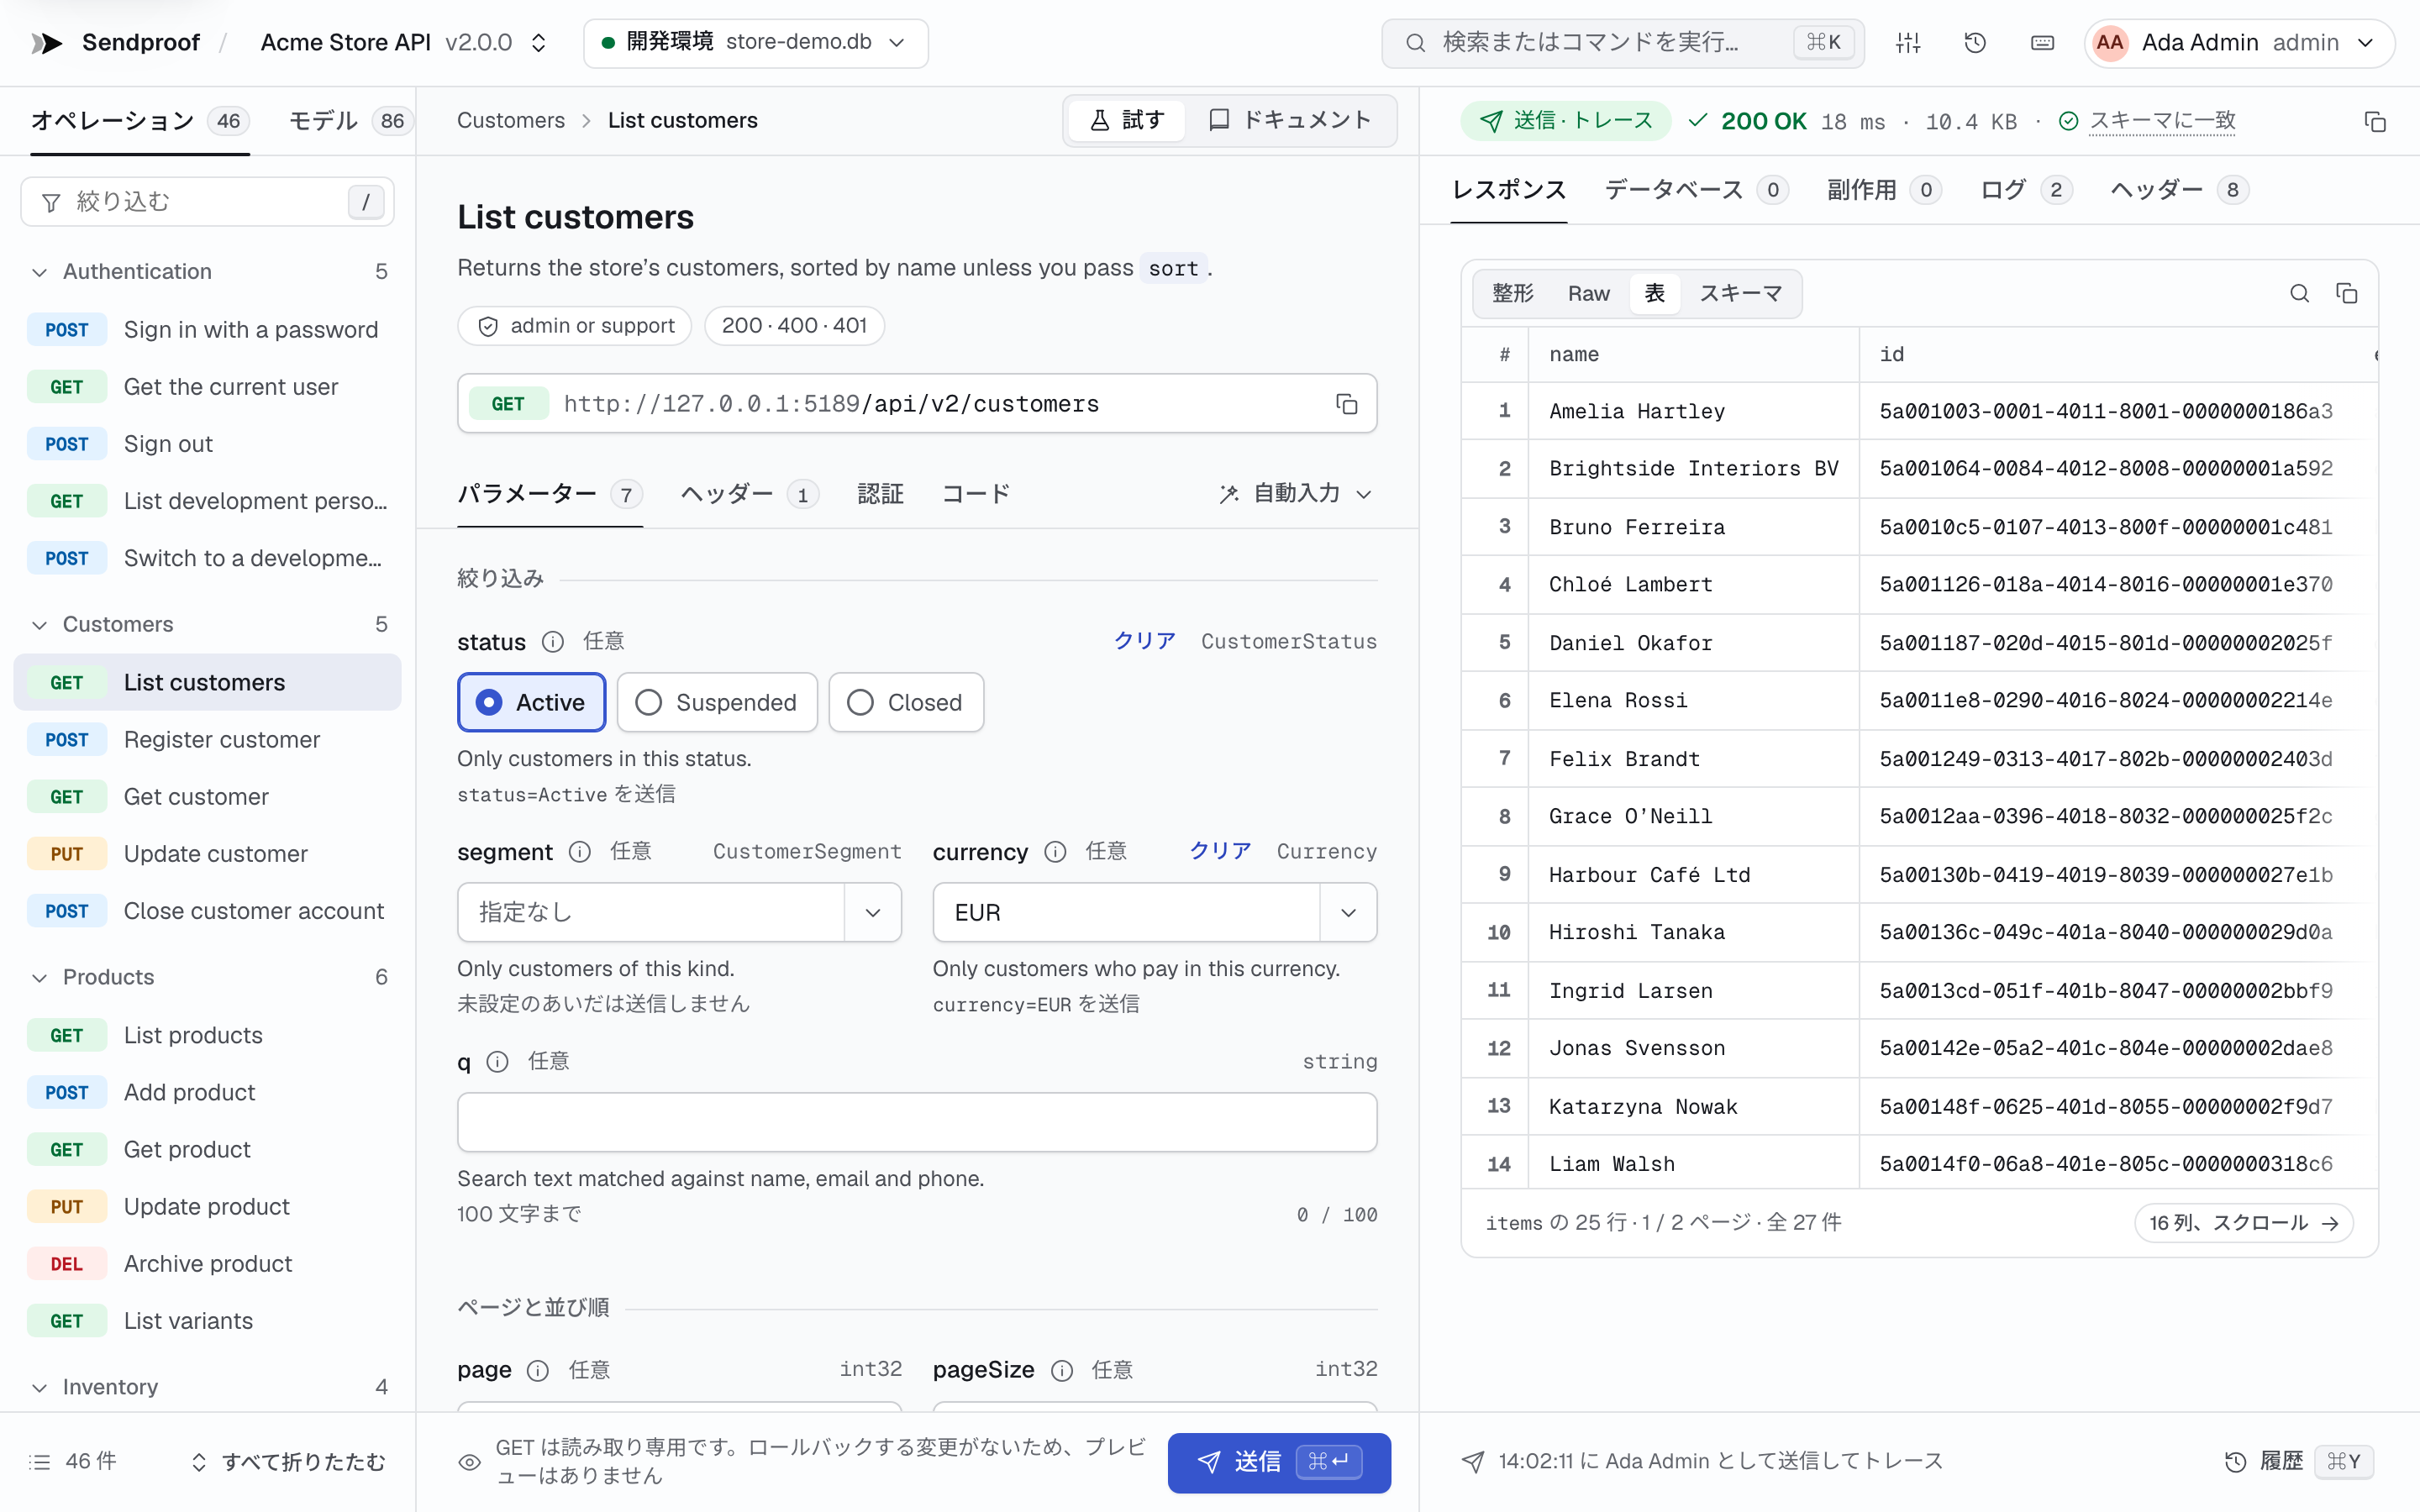 Sendproof / Acme Store API v2.0.0
開発環境 store-demo.db
検索またはコマンドを実行... ⌘K
AA Ada Admin admin
オペレーション 46 モデル 86
絞り込む /
Authentication 5
POST Sign in with a password
GET Get the current user
POST Sign out
GET List development perso...
POST Switch to a developme...
Customers 5
GET List customers
POST Register customer
GET Get customer
PUT Update customer
POST Close customer account
Products 6
GET List products
POST Add product
GET Get product
PUT Update product
DEL Archive product
GET List variants
Inventory 4
46 件 すべて折りたたむ
Customers > List customers
試す ドキュメント
List customers
Returns the store’s customers, sorted by name unless you pass sort.
admin or support 200 · 400 · 401
GET http://127.0.0.1:5189/api/v2/customers
パラメーター 7 ヘッダー 1 認証 コード 自動入力
絞り込み
status 任意 クリア CustomerStatus
Active Suspended Closed
Only customers in this status.
status=Active を送信
segment 任意 CustomerSegment
指定なし
Only customers of this kind.
未設定のあいだは送信しません
currency 任意 クリア Currency
EUR
Only customers who pay in this currency.
currency=EUR を送信
q 任意 string
Search text matched against name, email and phone.
100 文字まで 0 / 100
ページと並び順
page 任意 int32
pageSize 任意 int32
GET は読み取り専用です。ロールバックする変更がないため、プレビ
ューはありません
送信 ⌘↵
送信 · トレース 200 OK 18 ms · 10.4 KB · スキーマに一致
レスポンス データベース 0 副作用 0 ログ 2 ヘッダー 8
整形 Raw 表 スキーマ
# name id
1 Amelia Hartley 5a001003-0001-4011-8001-0000000186a3
2 Brightside Interiors BV 5a001064-0084-4012-8008-00000001a592
3 Bruno Ferreira 5a0010c5-0107-4013-800f-00000001c481
4 Chloé Lambert 5a001126-018a-4014-8016-00000001e370
5 Daniel Okafor 5a001187-020d-4015-801d-00000002025f
6 Elena Rossi 5a0011e8-0290-4016-8024-00000002214e
7 Felix Brandt 5a001249-0313-4017-802b-00000002403d
8 Grace O’Neill 5a0012aa-0396-4018-8032-000000025f2c
9 Harbour Café Ltd 5a00130b-0419-4019-8039-000000027e1b
10 Hiroshi Tanaka 5a00136c-049c-401a-8040-000000029d0a
11 Ingrid Larsen 5a0013cd-051f-401b-8047-00000002bbf9
12 Jonas Svensson 5a00142e-05a2-401c-804e-00000002dae8
13 Katarzyna Nowak 5a00148f-0625-401d-8055-00000002f9d7
14 Liam Walsh 5a0014f0-06a8-401e-805c-0000000318c6
items の 25 行 · 1 / 2 ページ · 全 27 件 16 列、スクロール →
14:02:11 に Ada Admin として送信してトレース 履歴 ⌘Y